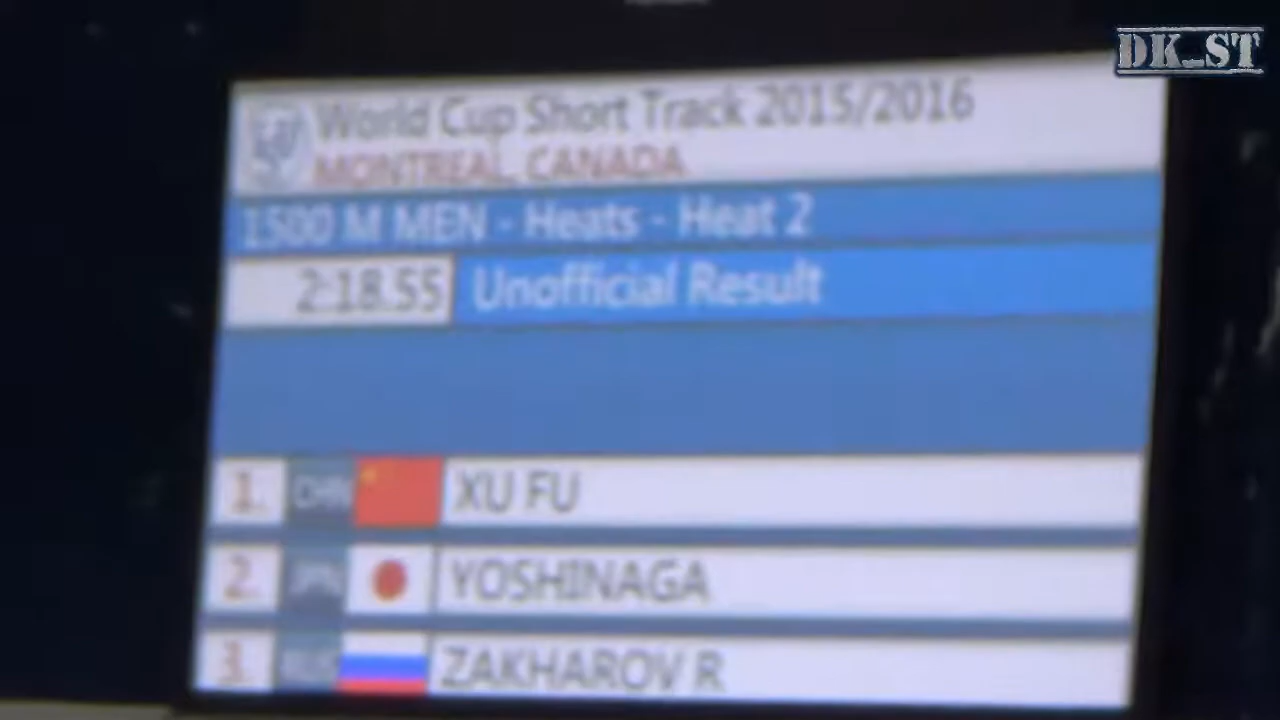 DK_ST
World Cup Short Track 2015/2016
MONTREAL, CANADA
1500 M MEN - Heats - Heat 2
2:18.55 Unofficial Result
1. CHN XU FU
2. JPN YOSHINAGA
3. RUS ZAKHAROV R